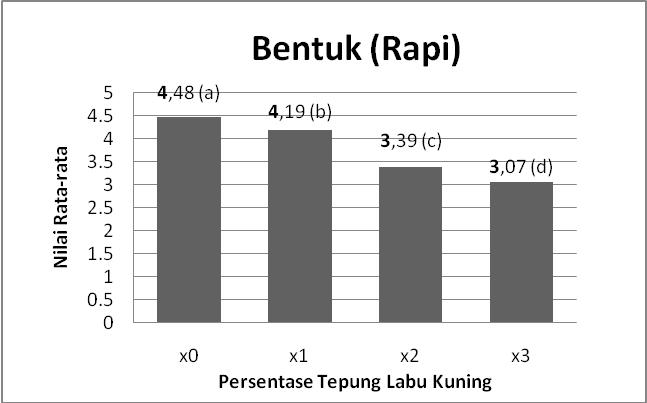 Bentuk (Rapi)
Nilai Rata-rata
5
4.5
4
3.5
3
2.5
2
1.5
1
0.5
0
4,48 (a)
4,19 (b)
3,39 (c)
3,07 (d)
x0 x1 x2 x3
Persentase Tepung Labu Kuning